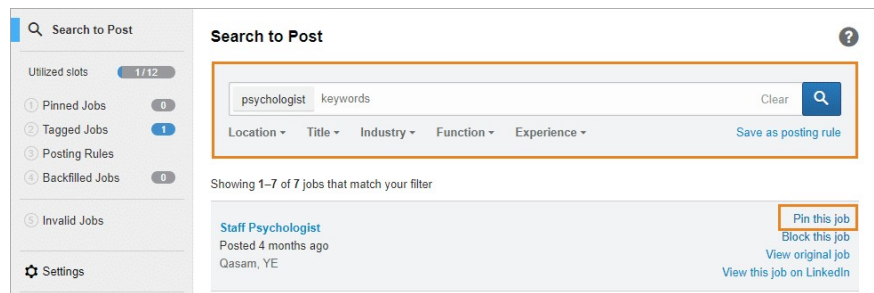 Search to Post
Utilized slots 1/12
1 Pinned Jobs 0
2 Tagged Jobs 1
3 Posting Rules
4 Backfilled Jobs 0
5 Invalid Jobs
Settings
Search to Post ?
psychologist keywords Clear
Location Title Industry Function Experience Save as posting rule
Showing 1–7 of 7 jobs that match your filter
Staff Psychologist
Posted 4 months ago
Qasam, YE
Pin this job
Block this job
View original job
View this job on LinkedIn